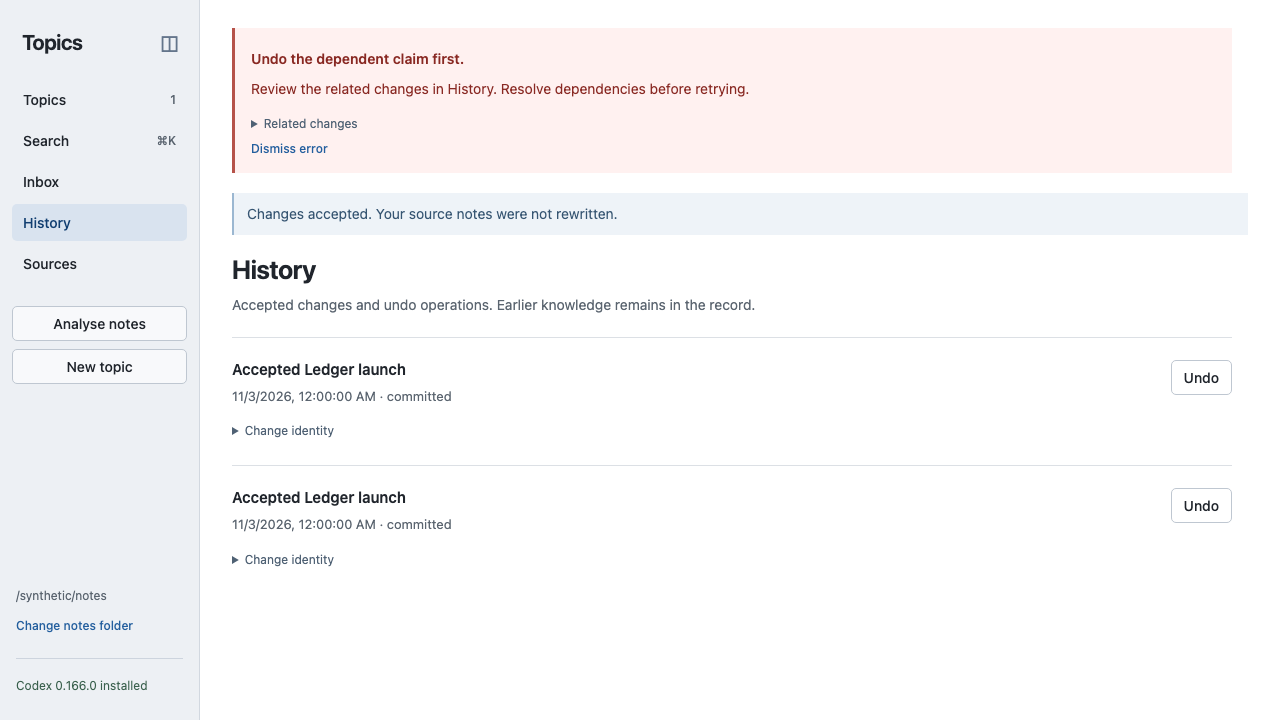 Topics
Topics 1
Search ⌘K
Inbox
History
Sources
Analyse notes
New topic
/synthetic/notes
Change notes folder
Codex 0.166.0 installed
Undo the dependent claim first.
Review the related changes in History. Resolve dependencies before retrying.
Related changes
Dismiss error
Changes accepted. Your source notes were not rewritten.
History
Accepted changes and undo operations. Earlier knowledge remains in the record.
Accepted Ledger launch
Undo
11/3/2026, 12:00:00 AM · committed
Change identity
Accepted Ledger launch
Undo
11/3/2026, 12:00:00 AM · committed
Change identity